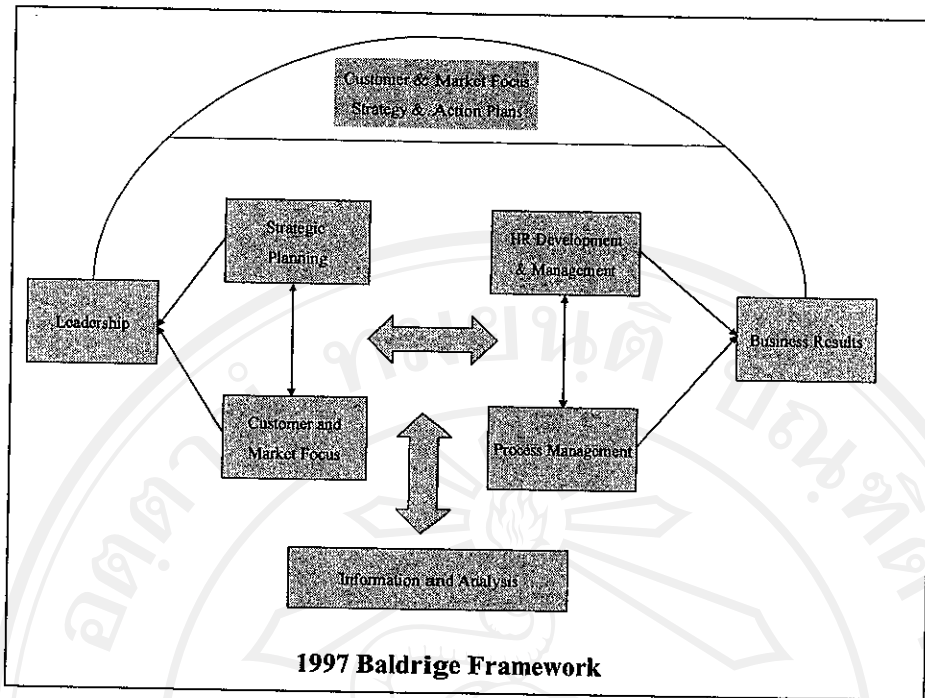 Customer & Market Focus
Strategy & Action Plans
Strategic
Planning
HR Development
& Management
Leadership
Business Results
Customer and
Market Focus
Process Management
Information and Analysis
1997 Baldrige Framework